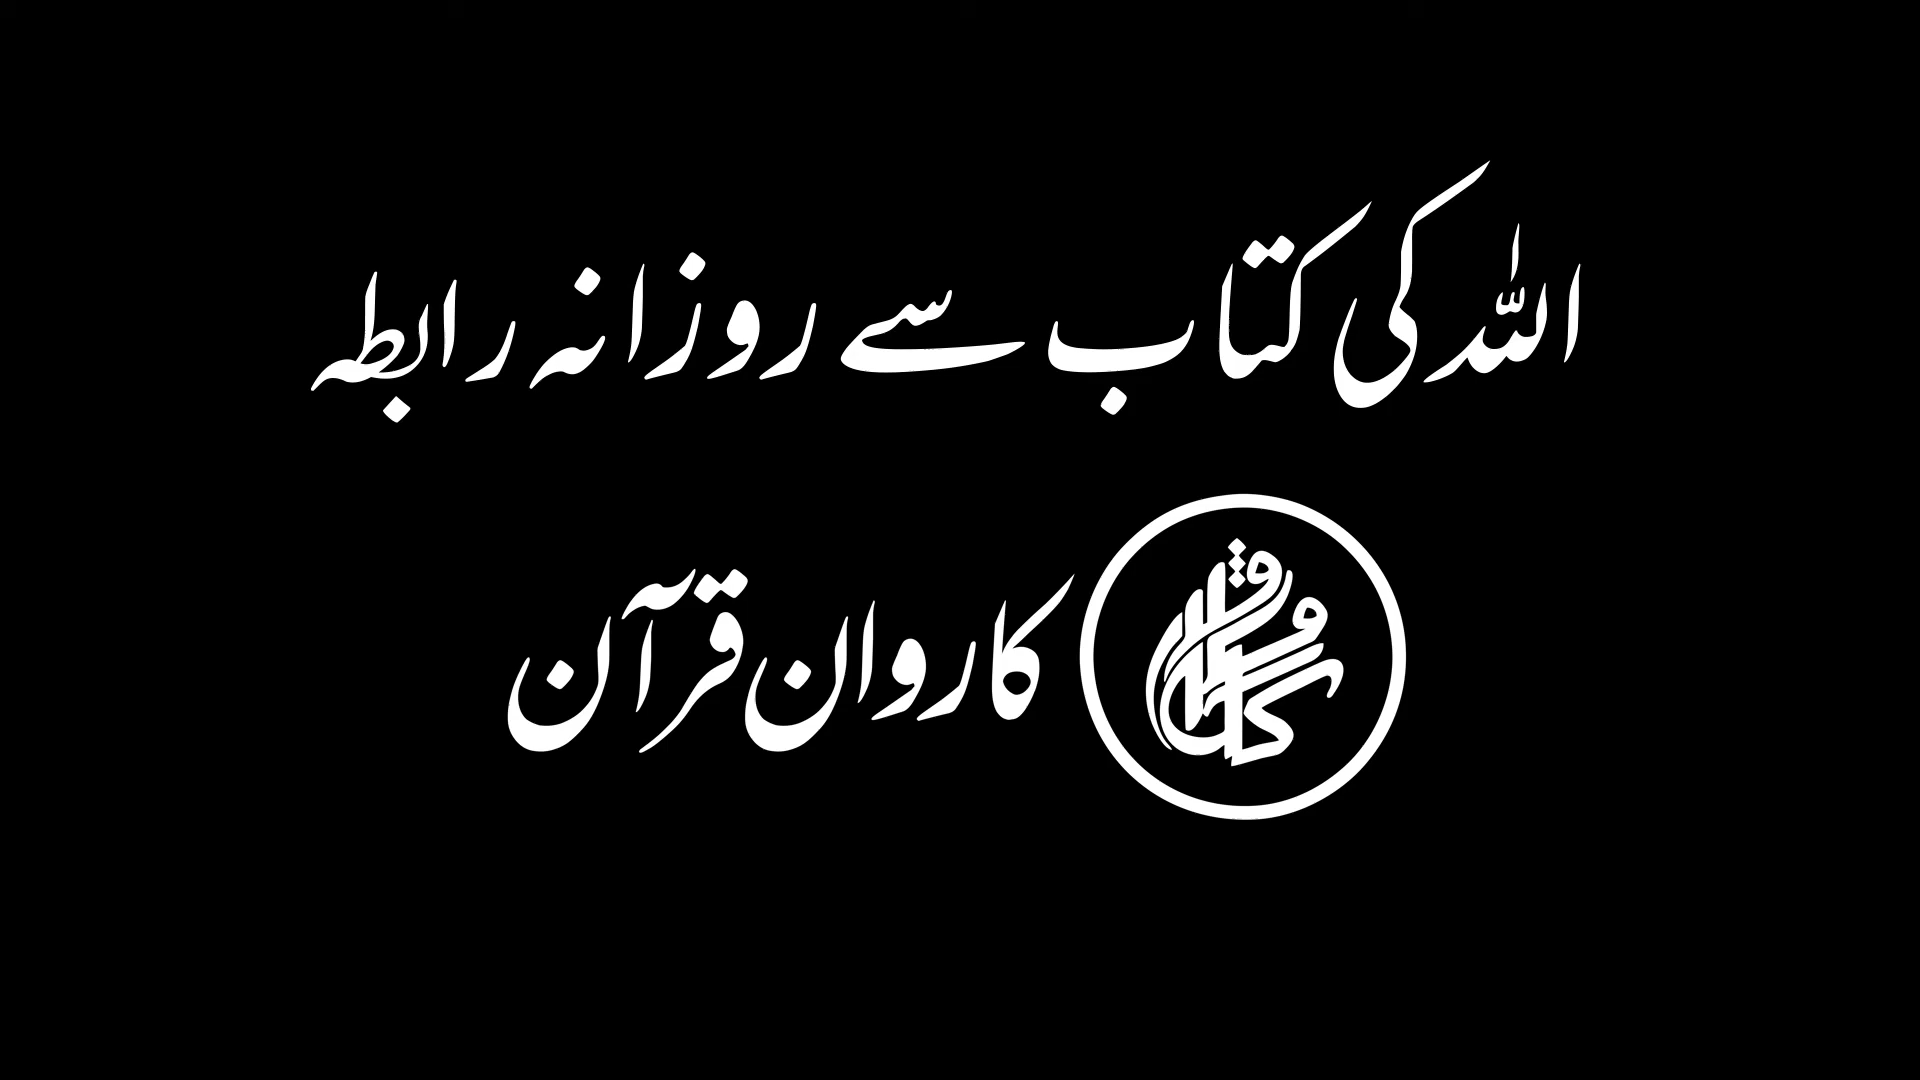 اللہ کی کتاب سے روزانہ رابطہ
کاروان قرآن